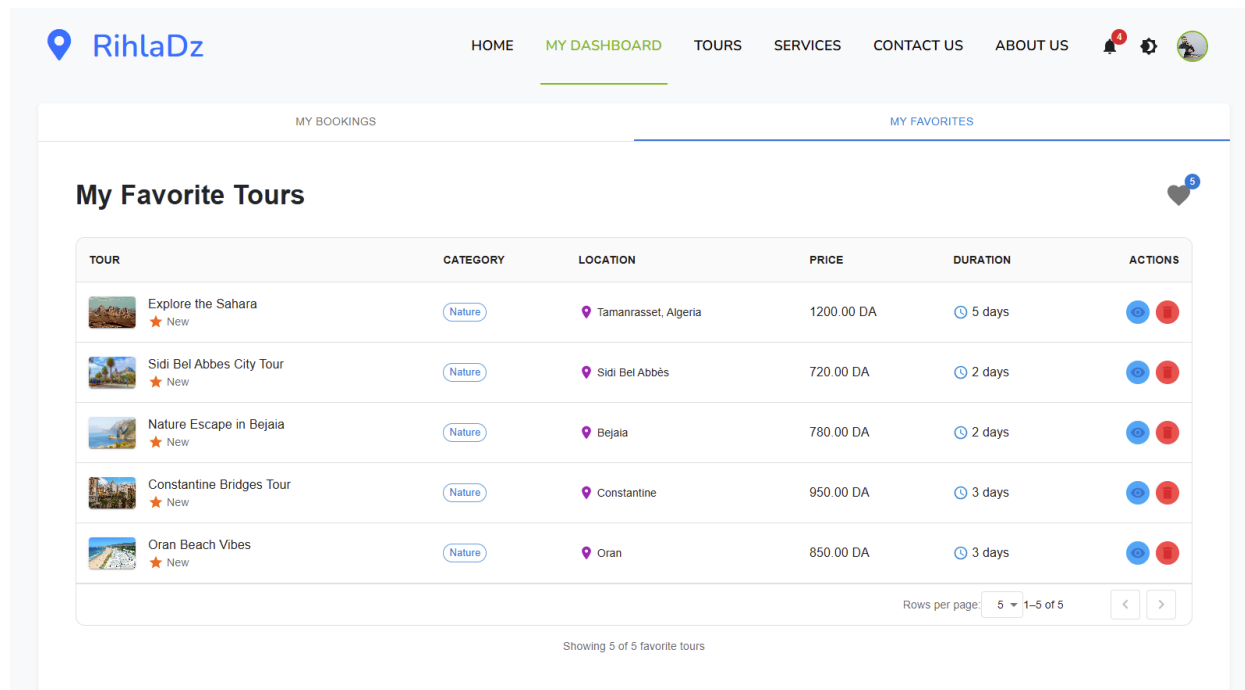 RihlaDz
HOME MY DASHBOARD TOURS SERVICES CONTACT US ABOUT US 4
MY BOOKINGS MY FAVORITES
My Favorite Tours 5
TOUR CATEGORY LOCATION PRICE DURATION ACTIONS
Explore the Sahara
New
Nature Tamanrasset, Algeria 1200.00 DA 5 days
Sidi Bel Abbes City Tour
New
Nature Sidi Bel Abbès 720.00 DA 2 days
Nature Escape in Bejaia
New
Nature Bejaia 780.00 DA 2 days
Constantine Bridges Tour
New
Nature Constantine 950.00 DA 3 days
Oran Beach Vibes
New
Nature Oran 850.00 DA 3 days
Rows per page: 5 1–5 of 5
Showing 5 of 5 favorite tours